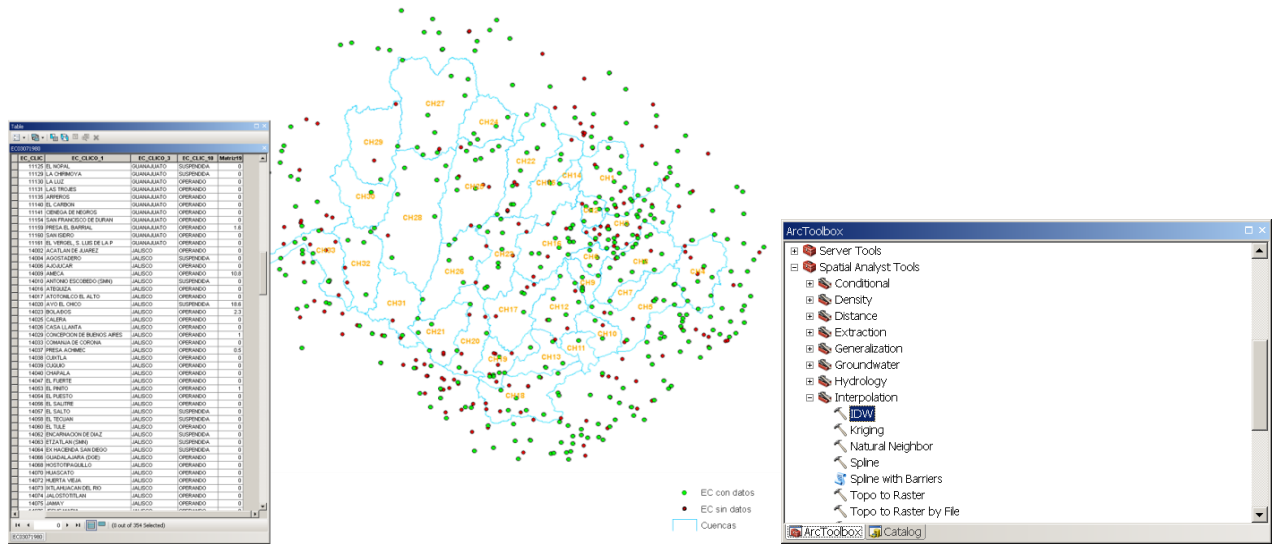 Table
EC03071980
EC_CLIC EC_CLICO_1 EC_CLICO_3 EC_CLIC_18 Matriz19
11125 EL NOPAL GUANAJUATO SUSPENDIDA 0
11129 LA CHIRIMOYA GUANAJUATO SUSPENDIDA 0
11130 LA LUZ GUANAJUATO OPERANDO 0
11131 LAS TROJES GUANAJUATO OPERANDO 0
11135 ARPEROS GUANAJUATO OPERANDO 0
11140 EL CARBON GUANAJUATO OPERANDO 0
11141 CIENEGA DE NEGROS GUANAJUATO OPERANDO 0
SAN FRANCISCO DE DURAN GUANAJUATO OPERANDO 0
11159 PRESA EL BARRIAL GUANAJUATO OPERANDO 1.8
11160 SAN ISIDRO GUANAJUATO OPERANDO 0
11161 EL VERGEL, S. LUIS DE LA P GUANAJUATO OPERANDO 0
14002 ACATLAN DE JUAREZ JALISCO OPERANDO 0
14004 AGOSTADERO JALISCO SUSPENDIDA 0
14006 AJOJUCAR JALISCO OPERANDO 0
14009 AMECA JALISCO OPERANDO 10.8
14010 ANTONIO ESCOBEDO (SMN) JALISCO SUSPENDIDA 0
14016 ATEQUIZA JALISCO OPERANDO 0
14017 ATOTONILCO EL ALTO JALISCO OPERANDO 0
14020 AYO EL CHICO JALISCO SUSPENDIDA
14023 BOLAÑOS JALISCO OPERANDO 2.3
14025 CALERA JALISCO OPERANDO 0
14026 CASA LLANTA JALISCO OPERANDO 0
CONCEPCION DE BUENOS AIRES JALISCO OPERANDO 1
14033 COMANJA DE CORONA JALISCO OPERANDO 0
14037 PRESA ACHIMEC JALISCO OPERANDO 0.5
14038 CUIXTLA JALISCO OPERANDO 0
14039 CUQUIO JALISCO OPERANDO 0
14040 CHAPALA JALISCO OPERANDO 0
14047 EL FUERTE JALISCO OPERANDO 0
14053 EL PINITO JALISCO OPERANDO 1
14054 EL PUESTO JALISCO OPERANDO 0
14056 EL SALITRE JALISCO OPERANDO 0
14057 EL SALTO JALISCO SUSPENDIDA 0
EL TECUAN JALISCO SUSPENDIDA 0
14060 EL TULE JALISCO OPERANDO 0
14062 ENCARNACION DE DIAZ JALISCO SUSPENDIDA 0
14063 ETZATLAN (SMN) JALISCO SUSPENDIDA 0
14064 EX HACIENDA SAN DIEGO JALISCO SUSPENDIDA 0
14066 GUADALAJARA (DGE) JALISCO OPERANDO 0
14068 HOSTOTIPAQUILLO JALISCO OPERANDO 0
14070 HUASCATO JALISCO OPERANDO 0
14072 HUERTA VIEJA JALISCO OPERANDO 0
14073 IXTLAHUACAN DEL RIO JALISCO OPERANDO 0
14074 JALOSTOTITLAN JALISCO OPERANDO 0
14075 JAMAY JALISCO OPERANDO 0
0 (0 out of 354 Selected)
EC03071980
CH27
CH24
CH29
CH22
CH14
CH1
CH30
CH28
CH16
CH33
CH32
CH26
CH5
CH4
CH9
CH7
CH31
CH17
CH12
CH6
CH21
CH20
CH10
CH11
CH19
CH13
CH18
EC con datos
EC sin datos
Cuencas
ArcToolbox
Server Tools
Spatial Analyst Tools
Conditional
Density
Distance
Extraction
Generalization
Groundwater
Hydrology
Interpolation
IDW
Kriging
Natural Neighbor
Spline
Spline with Barriers
Topo to Raster
Topo to Raster by File
ArcToolbox Catalog